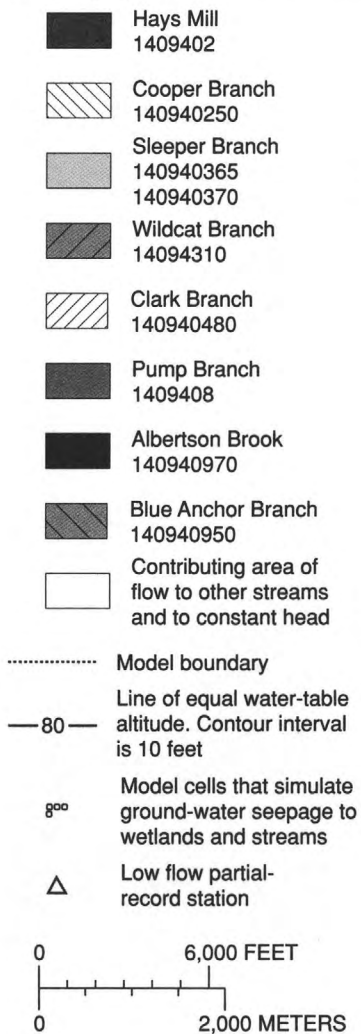 Hays Mill
1409402
Cooper Branch
140940250
Sleeper Branch
140940365
140940370
Wildcat Branch
14094310
Clark Branch
140940480
Pump Branch
1409408
Albertson Brook
140940970
Blue Anchor Branch
140940950
Contributing area of
flow to other streams
and to constant head
Model boundary
80
Line of equal water-table
altitude. Contour interval
is 10 feet
Model cells that simulate
ground-water seepage to
wetlands and streams
Low flow partial-
record station
0 6,000 FEET
0 2,000 METERS